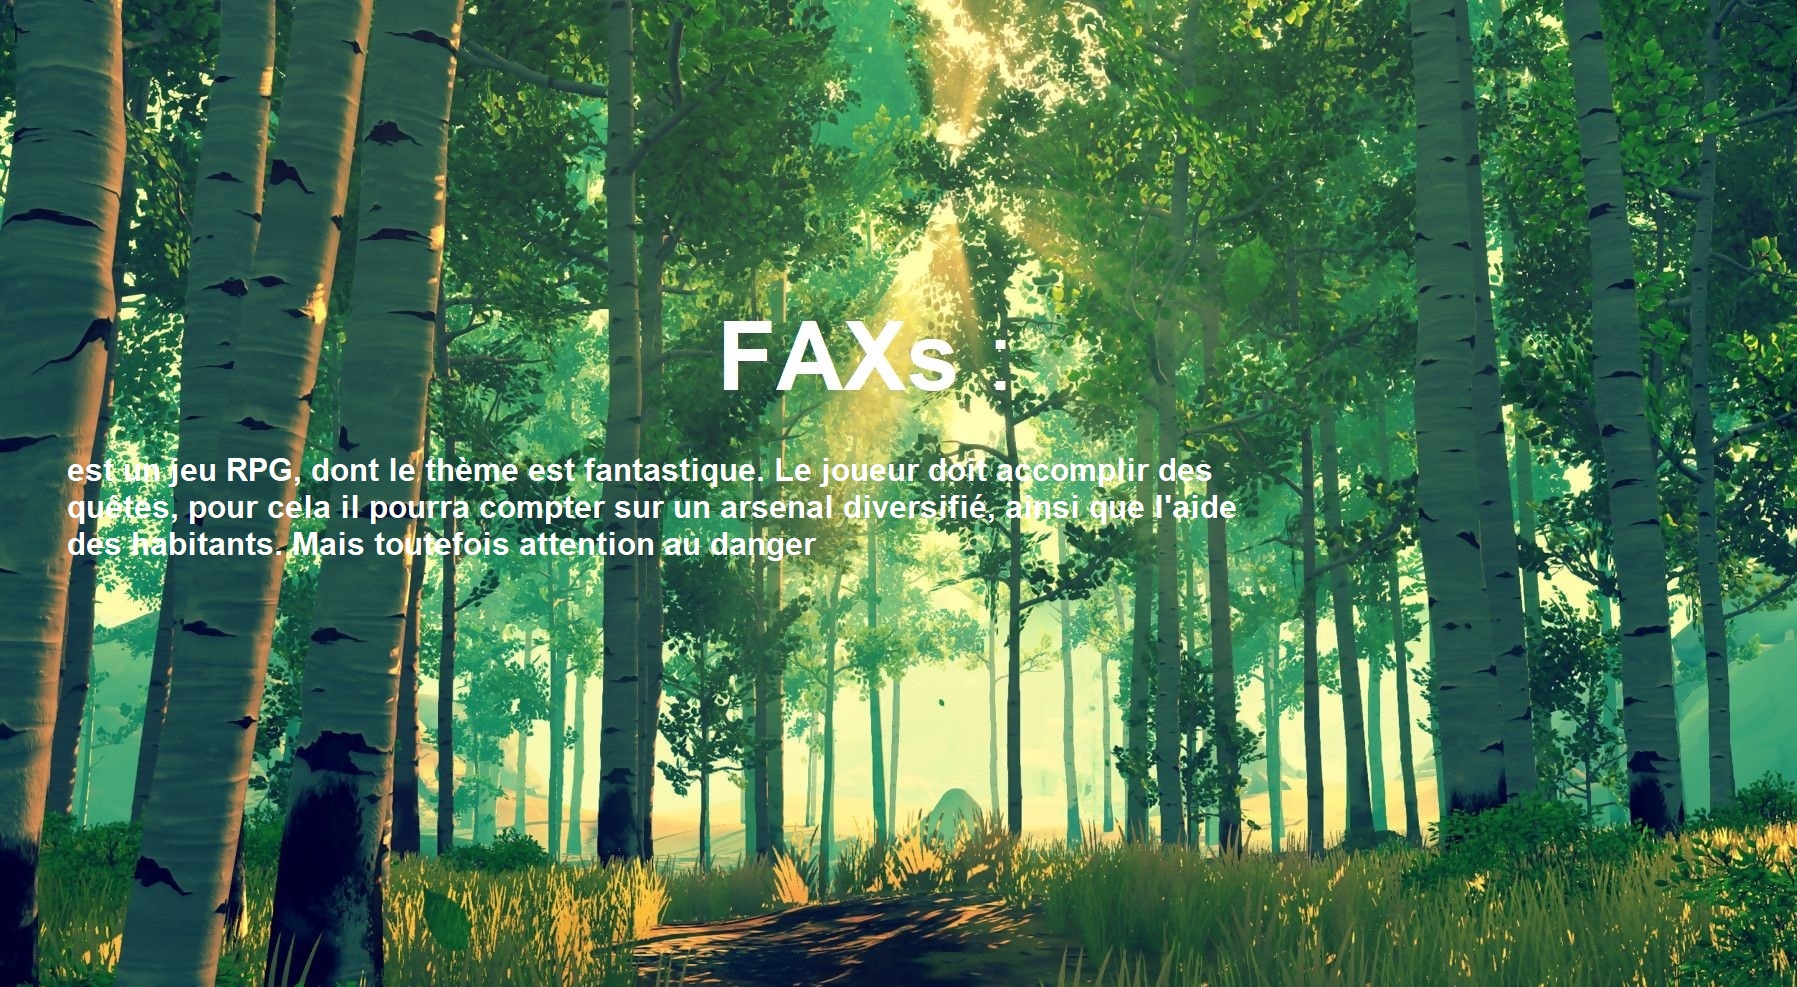 FAXs :
est un jeu RPG, dont le thème est fantastique. Le joueur doit accomplir des
quêtes, pour cela il pourra compter sur un arsenal diversifié, ainsi que l'aide
des habitants. Mais toutefois attention au danger